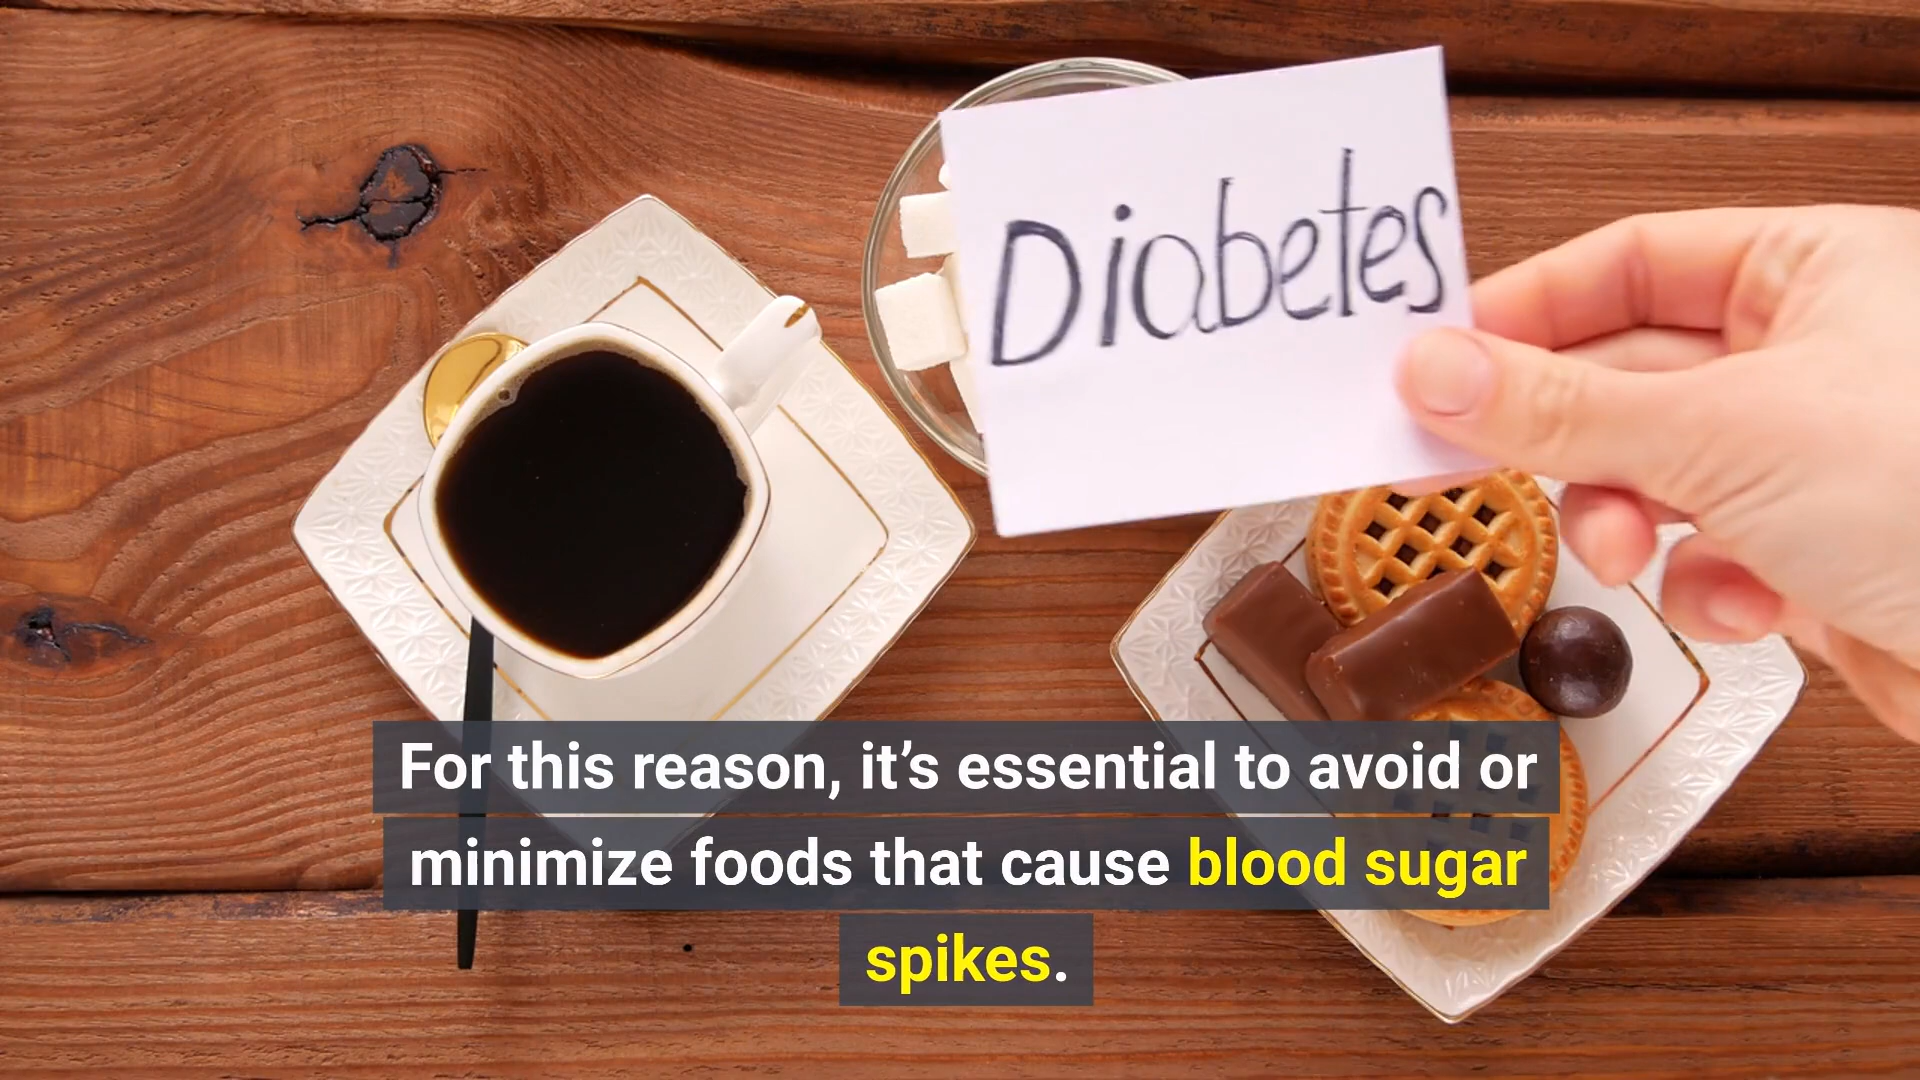 Diabetes
For this reason, it’s essential to avoid or
minimize foods that cause blood sugar
spikes.